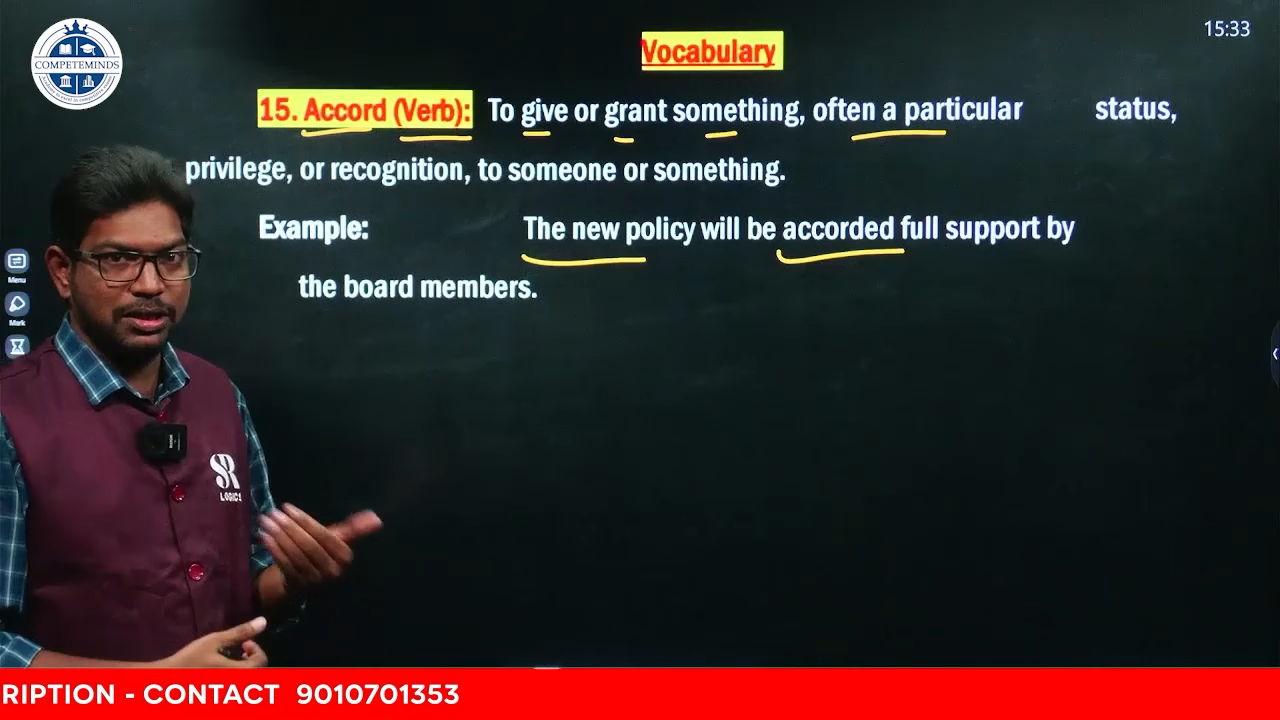 15:33
COMPETEMINDS
Vocabulary
15. Accord (Verb): To give or grant something, often a particular status,
privilege, or recognition, to someone or something.
Example: The new policy will be accorded full support by
the board members.
Menu
Mark
SR
LOGICS
RIPTION - CONTACT 9010701353